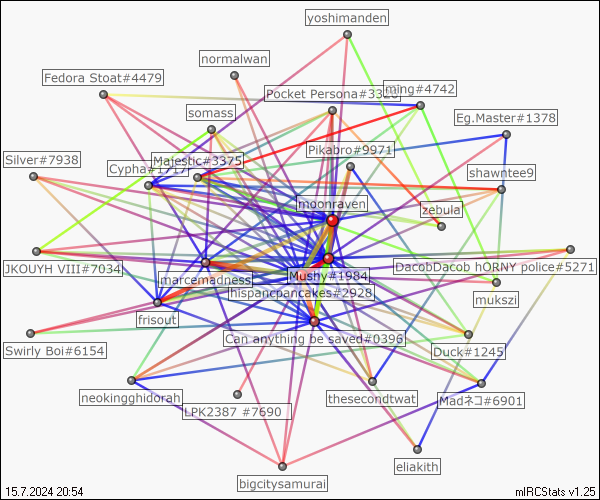 yoshimanden
normalwan
Fedora Stoat#4479
Pocket Persona#3326
ming#4742
somass
Eg.Master#1378
Pikabro#9971
Silver#7938
Cypha#1717
Majestic#3375
shawntee9
moonraven
zebula
JKOUYH VIII#7034
marcemadness
Mushy#1984
DacobDacob hORNY police#5271
hispancpancakes#2928
mukszi
frisout
Can anything be saved#0396
Swirly Boi#6154
Duck#1245
neokingghidorah
LPK2387 #7690
thesecondtwat
Madネコ#6901
eliakith
bigcitysamurai
15.7.2024 20:54
mIRCStats v1.25